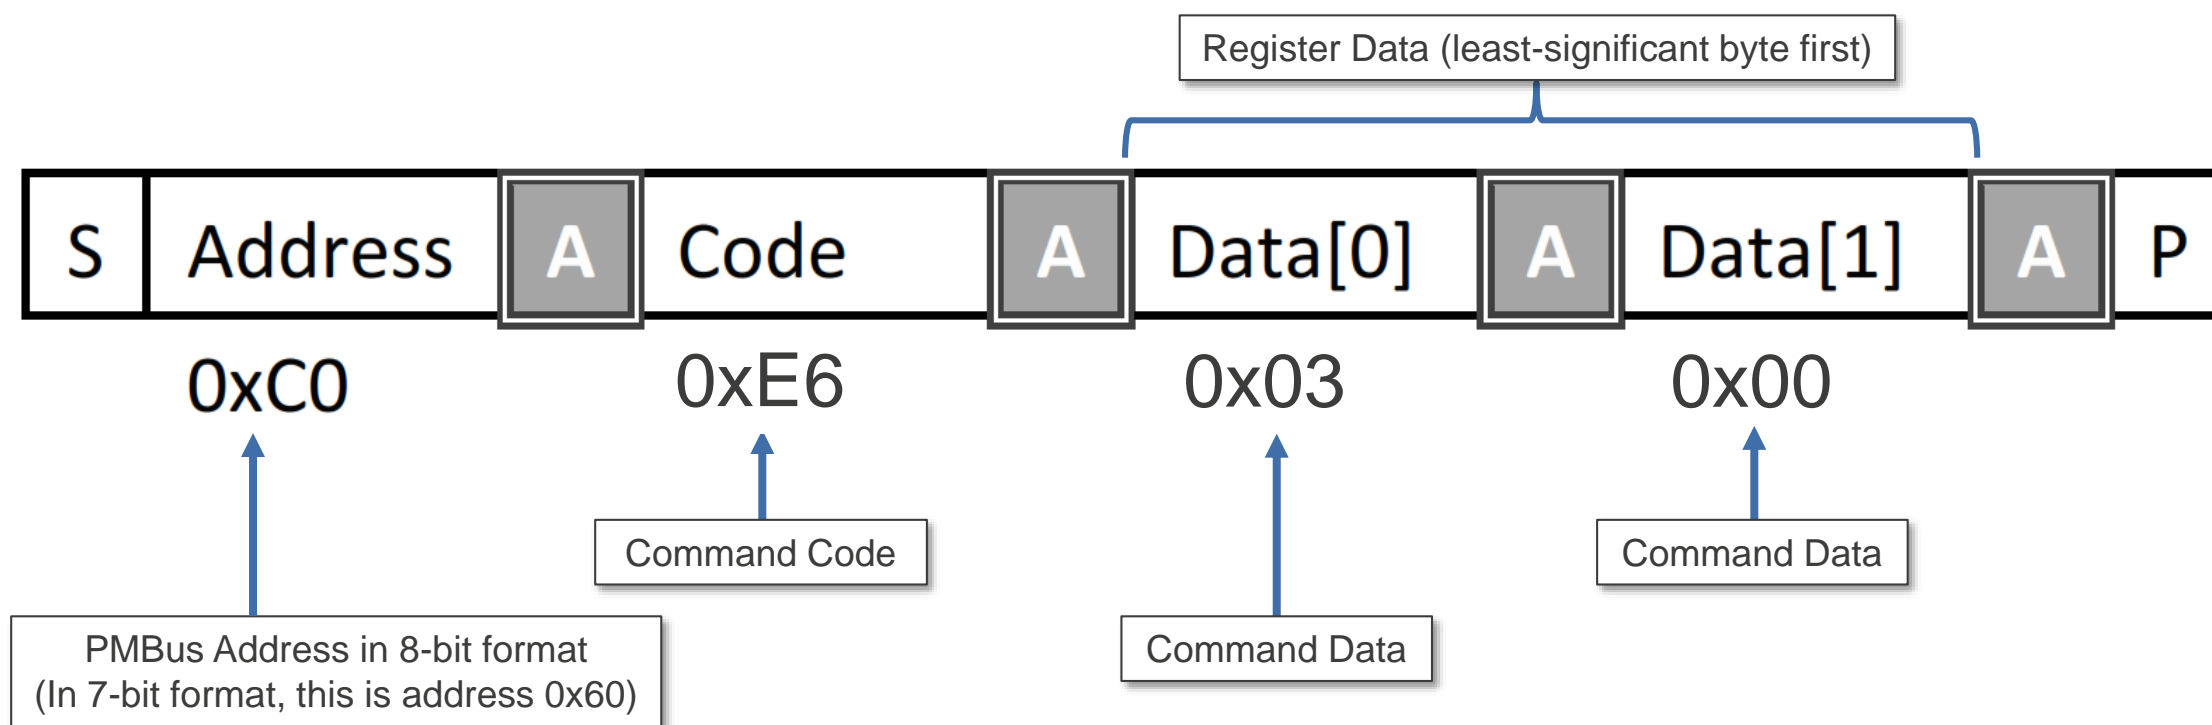 Register Data (least-significant byte first)
S Address A Code A Data[0] A Data[1] A P
0xC0 0xE6 0x03 0x00
Command Code Command Data
PMBus Address in 8-bit format
(In 7-bit format, this is address 0x60)
Command Data